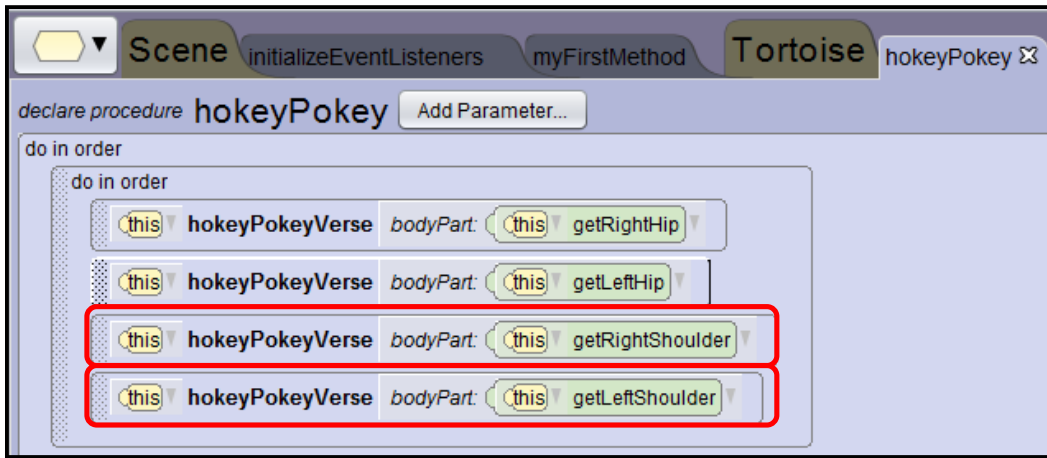 Scene initializeEventListeners myFirstMethod Tortoise hokeyPokey
declare procedure hokeyPokey Add Parameter...
do in order
do in order
this hokeyPokeyVerse bodyPart: this getRightHip
this hokeyPokeyVerse bodyPart: this getLeftHip
this hokeyPokeyVerse bodyPart: this getRightShoulder
this hokeyPokeyVerse bodyPart: this getLeftShoulder